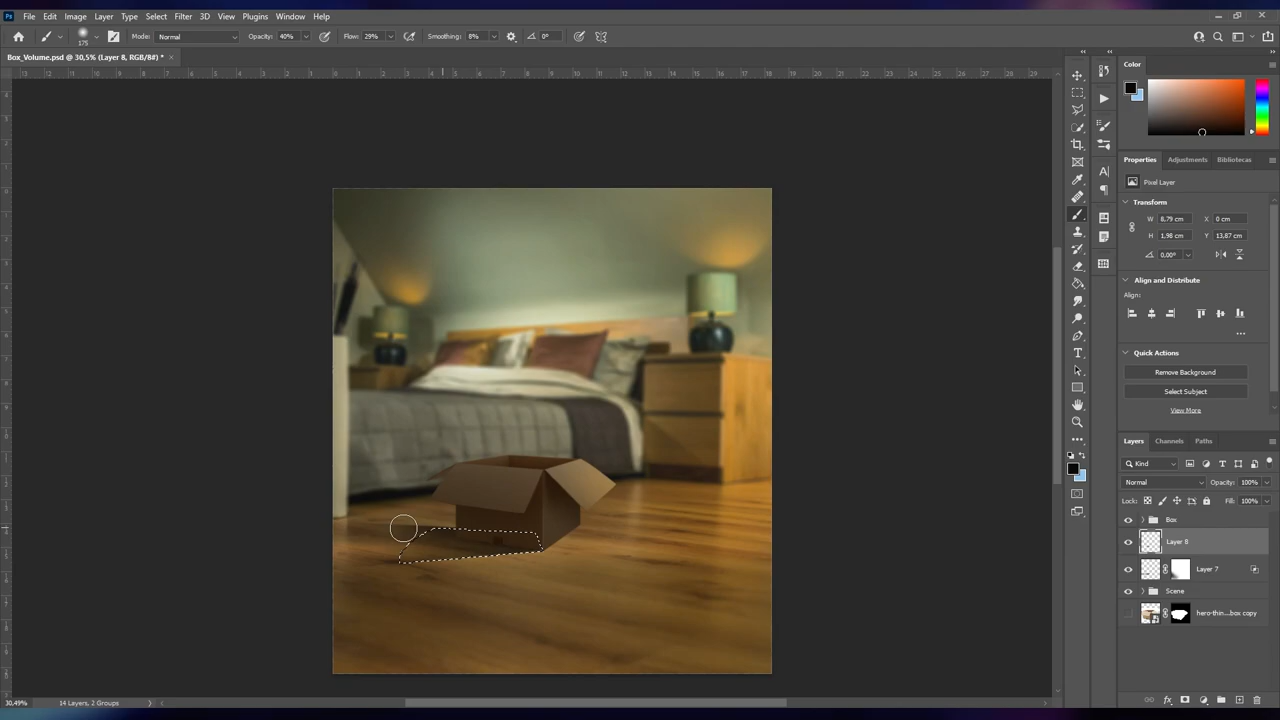 Ps File Edit Image Layer Type Select Filter 3D View Plugins Window Help
175 Mode: Normal Opacity: 40% Flow: 29% Smoothing: 8% 0°
Box_Volume.psd @ 30,5% (Layer 8, RGB/8#) *
Color
Properties Adjustments Bibliotecas
Pixel Layer
Transform
W 8,79 cm X 0 cm
H 1,98 cm Y 13,87 cm
0,00°
Align and Distribute
Align:
Quick Actions
Remove Background
Select Subject
View More
Layers Channels Paths
Kind
Normal Opacity: 100%
Lock: Fill: 100%
Box
Layer 8
Layer 7
Scene
hero-thin...box copy
30,49% 14 Layers, 2 Groups